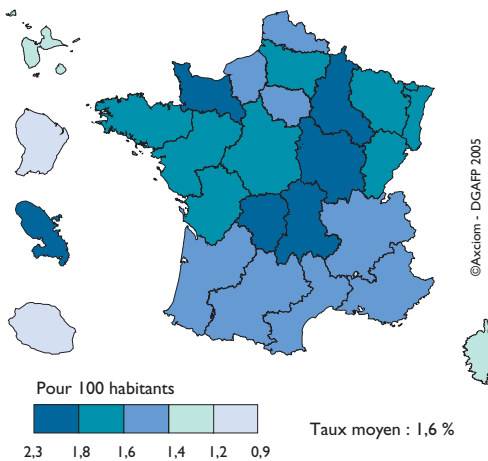 ©Axciom - DGAFP 2005
Pour 100 habitants
2,3 1,8 1,6 1,4 1,2 0,9
Taux moyen : 1,6 %